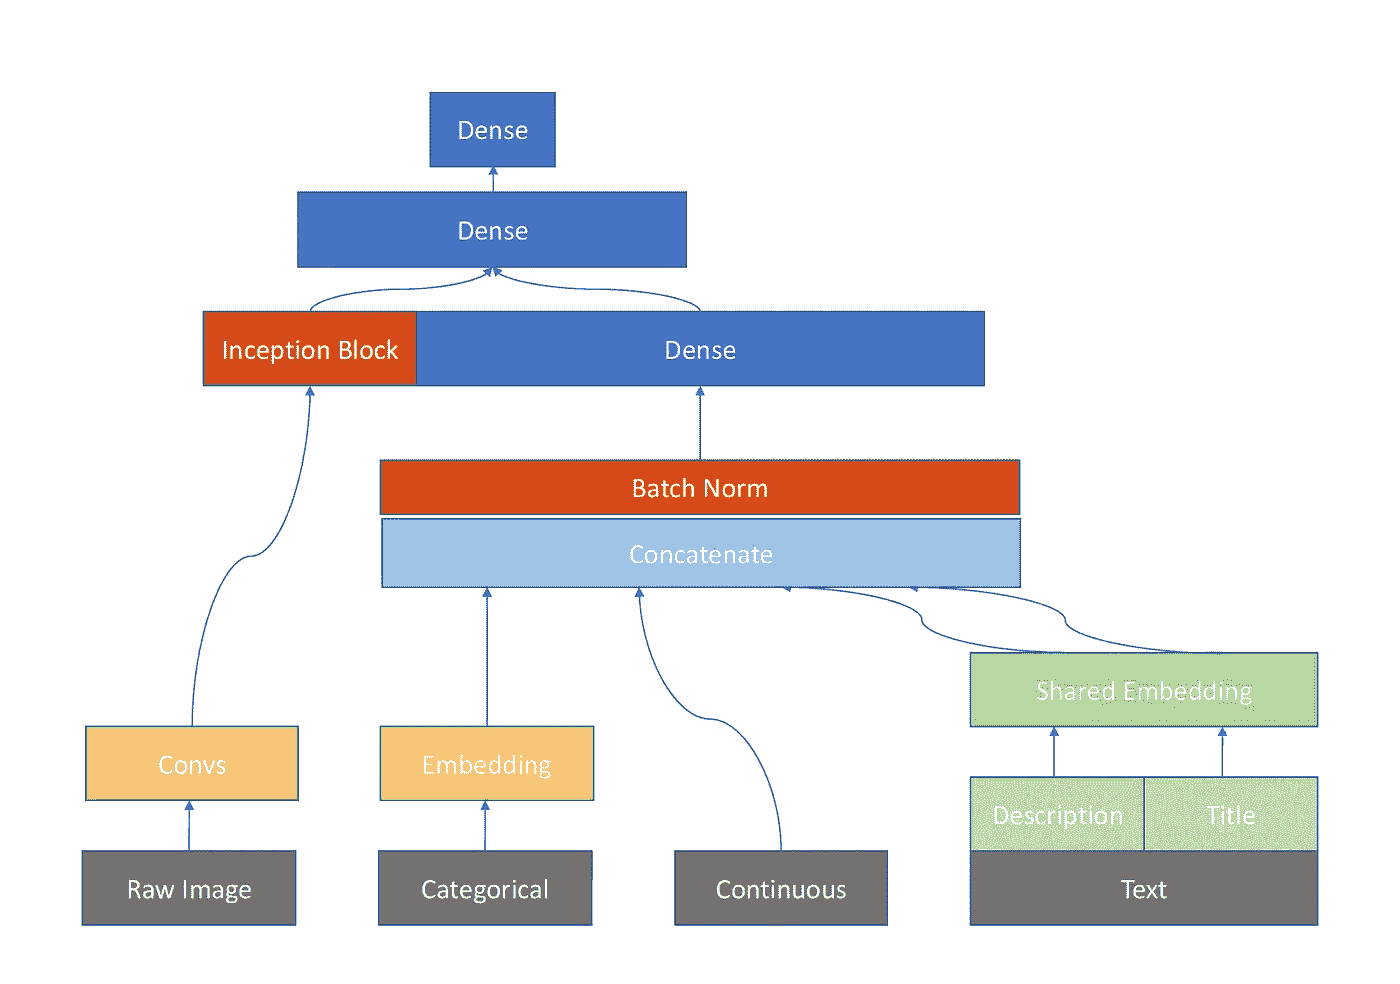 Dense
Dense
Inception Block
Dense
Batch Norm
Concatenate
Shared Embedding
Convs
Embedding
Description
Title
Raw Image
Categorical
Continuous
Text